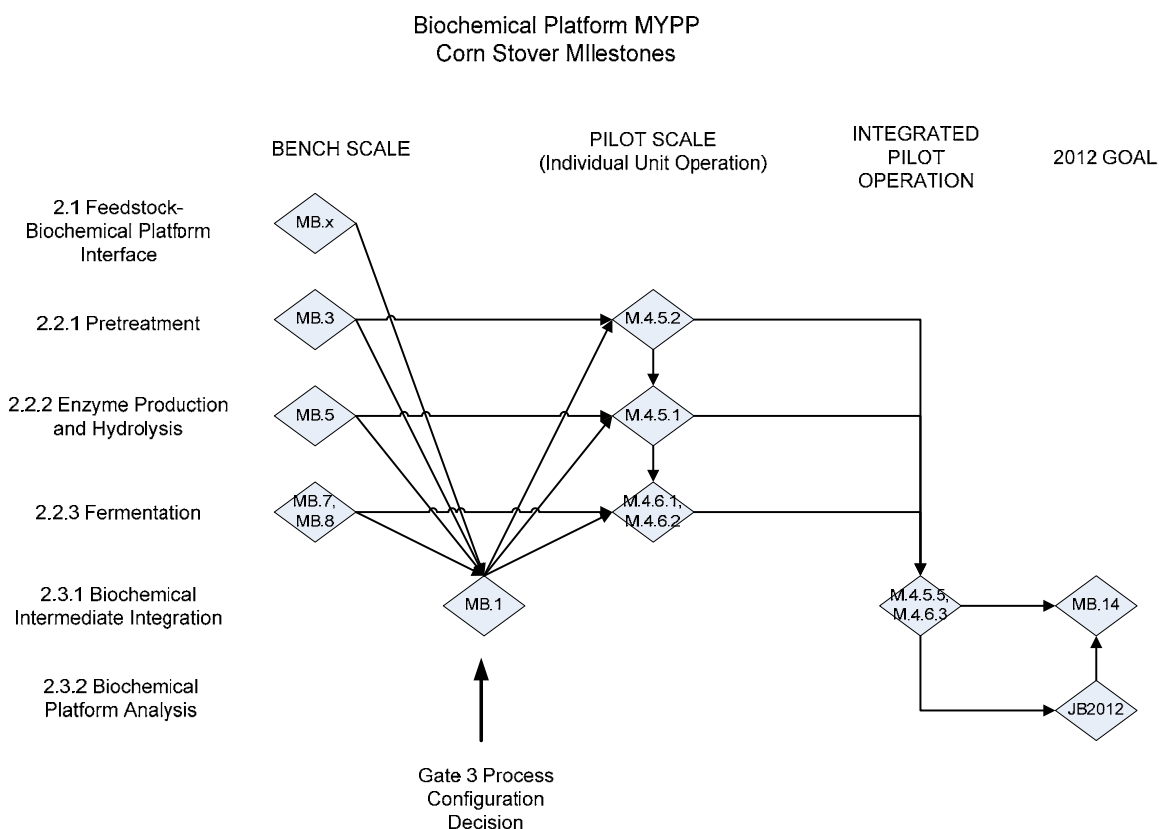 Biochemical Platform MYPP
Corn Stover MIlestones
BENCH SCALE
PILOT SCALE
(Individual Unit Operation)
INTEGRATED
PILOT
OPERATION
2012 GOAL
2.1 Feedstock-
Biochemical Platform
Interface
MB.x
2.2.1 Pretreatment
MB.3
M.4.5.2
2.2.2 Enzyme Production
and Hydrolysis
MB.5
M.4.5.1
2.2.3 Fermentation
MB.7,
MB.8
M.4.6.1,
M.4.6.2
2.3.1 Biochemical
Intermediate Integration
MB.1
M.4.5.5,
M.4.6.3
MB.14
2.3.2 Biochemical
Platform Analysis
JB2012
Gate 3 Process
Configuration
Decision